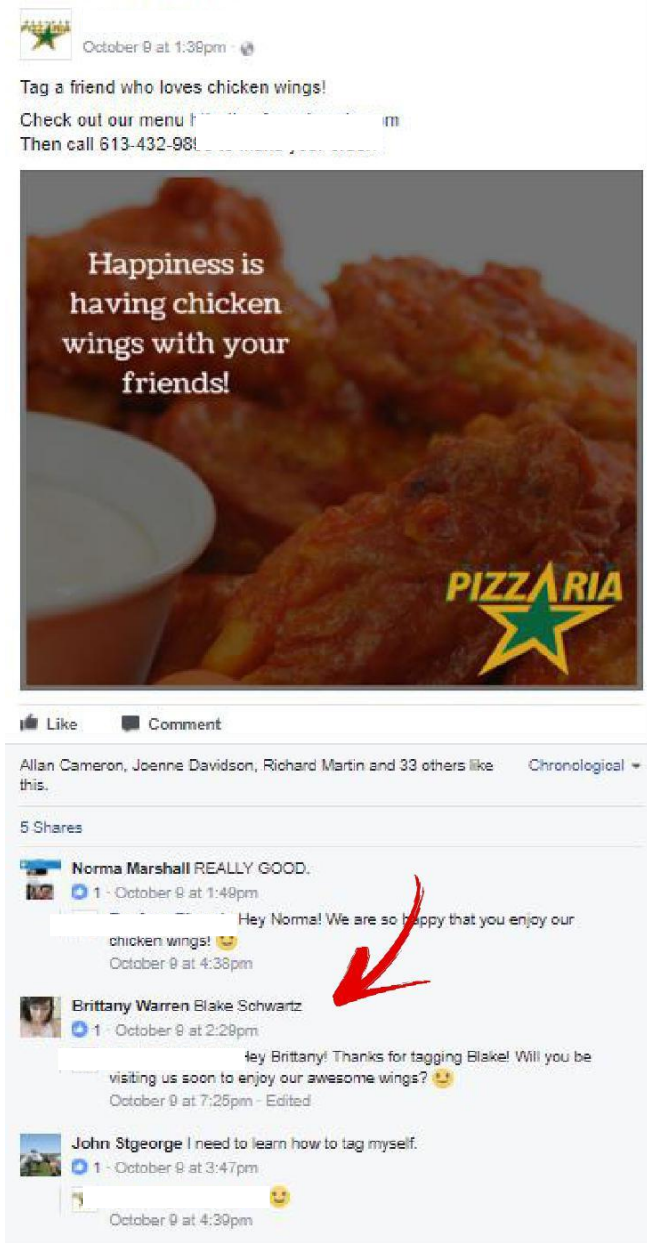 PIZZARIA
October 9 at 1:39pm
Tag a friend who loves chicken wings!
Check out our menu
Then call 613-432-98
Happiness is
having chicken
wings with your
friends!
PIZZARIA
Like Comment
Allan Cameron, Joenne Davidson, Richard Martin and 33 others like Chronological
this.
5 Shares
Norma Marshall REALLY GOOD.
1 · October 9 at 1:49pm
Hey Norma! We are so happy that you enjoy our
chicken wings!
October 9 at 4:38pm
Brittany Warren Blake Schwartz
1 · October 9 at 2:29pm
Hey Brittany! Thanks for tagging Blake! Will you be
visiting us soon to enjoy our awesome wings?
October 9 at 7:25pm · Edited
John Stgeorge I need to learn how to tag myself.
1 · October 9 at 3:47pm
October 9 at 4:39pm